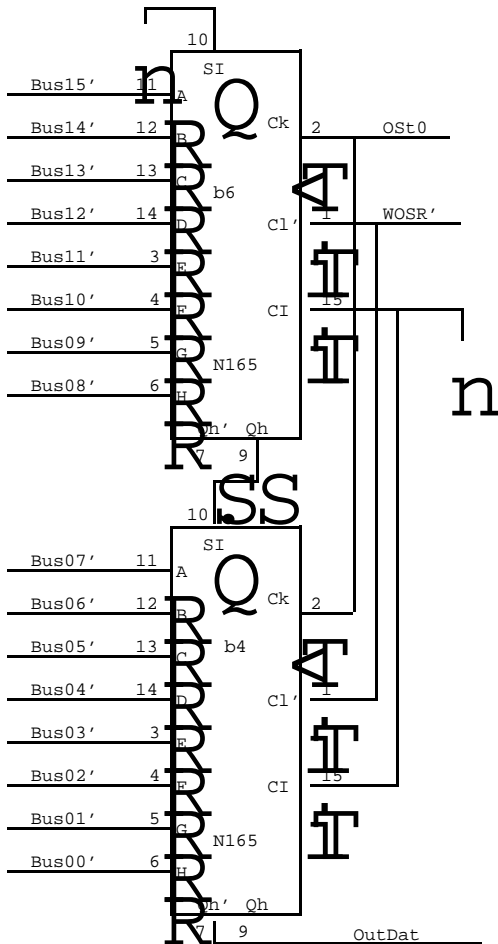 10
SI
n
Bus15' 11 A
Q
Ck 2 OSt0
Bus14' 12 B R
Bus13' 13 C R
b6
T
<
Bus12' 14 D R
Cl' 1 WOSR'
Bus11' 3 E R
T
Bus10' 4 F R
CI 15
T
Bus09' 5 G R
N165
n
Bus08' 6 H R
Qh' Qh
R
7 9
.SS
10
SI
Bus07' 11 A
Q
Ck 2
Bus06' 12 B R
Bus05' 13 C R
b4
T
<
Bus04' 14 D R
Cl' 1
Bus03' 3 E R
T
Bus02' 4 F R
CI 15
T
Bus01' 5 G R
N165
Bus00' 6 H R
Qh' Qh
R
7 9 OutDat